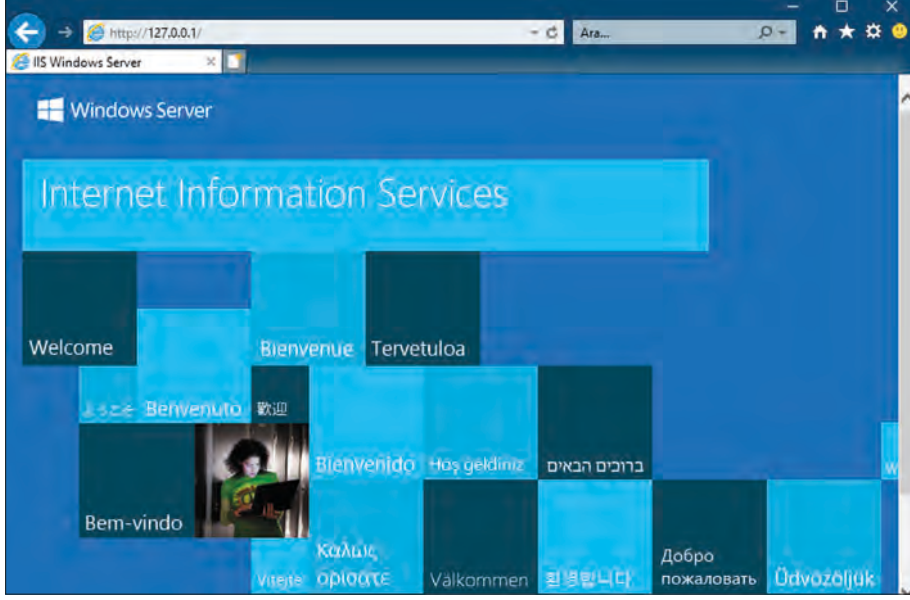 http://127.0.0.1/
Ara...
IIS Windows Server
Windows Server
Internet Information Services
Welcome
Bienvenue
Tervetuloa
ようこそ
Benvenuto
歡迎
Bienvenido
Hoş geldiniz
ברוכים הבאים
Bem-vindo
Vítejte
Καλώς
ορίσατε
Välkommen
환영합니다
Добро
пожаловать
Üdvözöljük